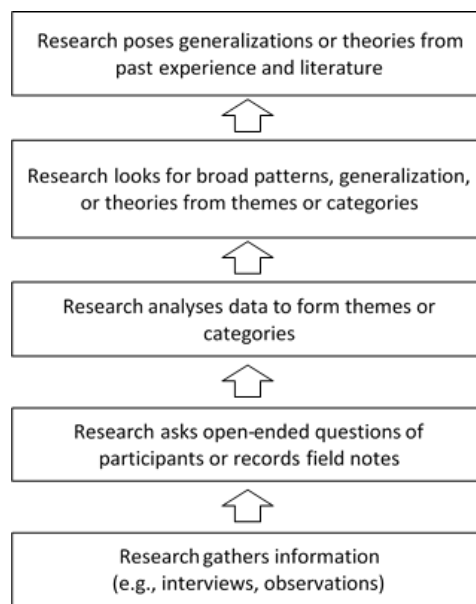 Research poses generalizations or theories from
past experience and literature
Research looks for broad patterns, generalization,
or theories from themes or categories
Research analyses data to form themes or
categories
Research asks open-ended questions of
participants or records field notes
Research gathers information
(e.g., interviews, observations)